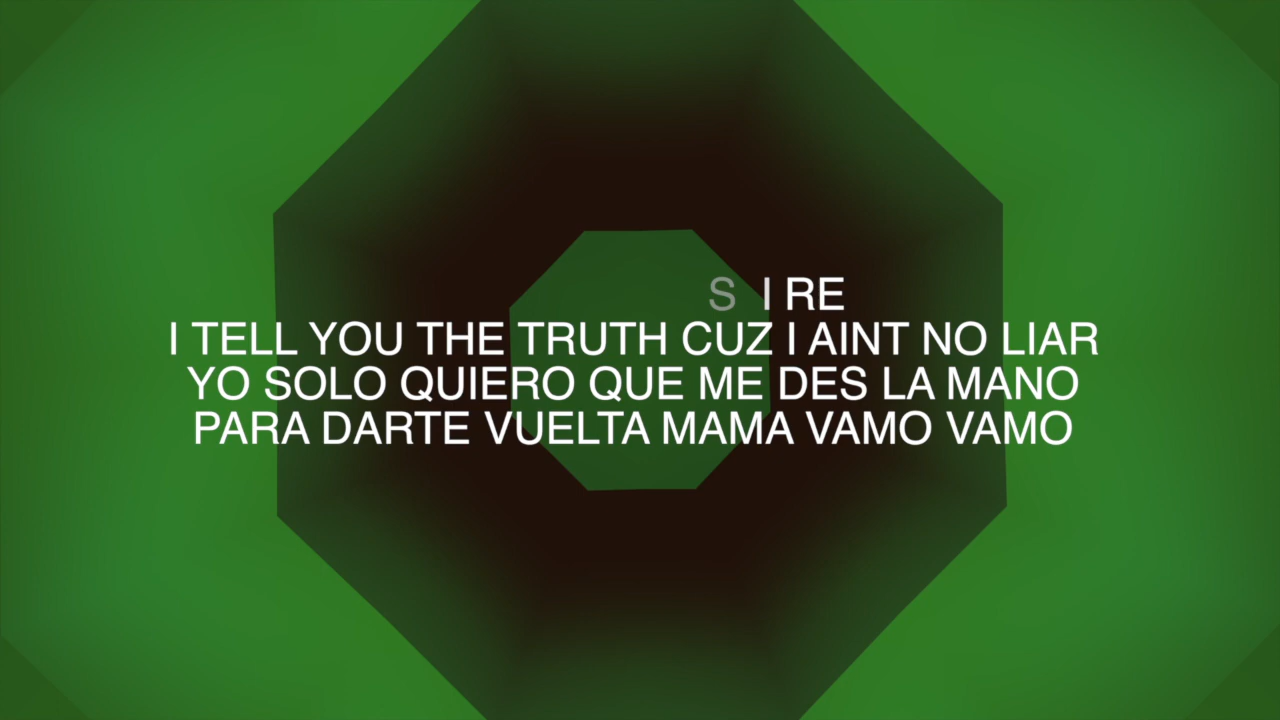 S I RE
I TELL YOU THE TRUTH CUZ I AINT NO LIAR
YO SOLO QUIERO QUE ME DES LA MANO
PARA DARTE VUELTA MAMA VAMO VAMO